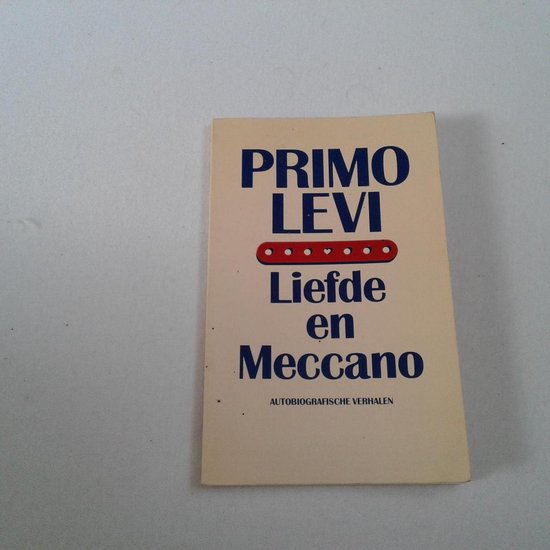 PRIMO
LEVI
Liefde
en
Meccano
AUTOBIOGRAFISCHE VERHALEN